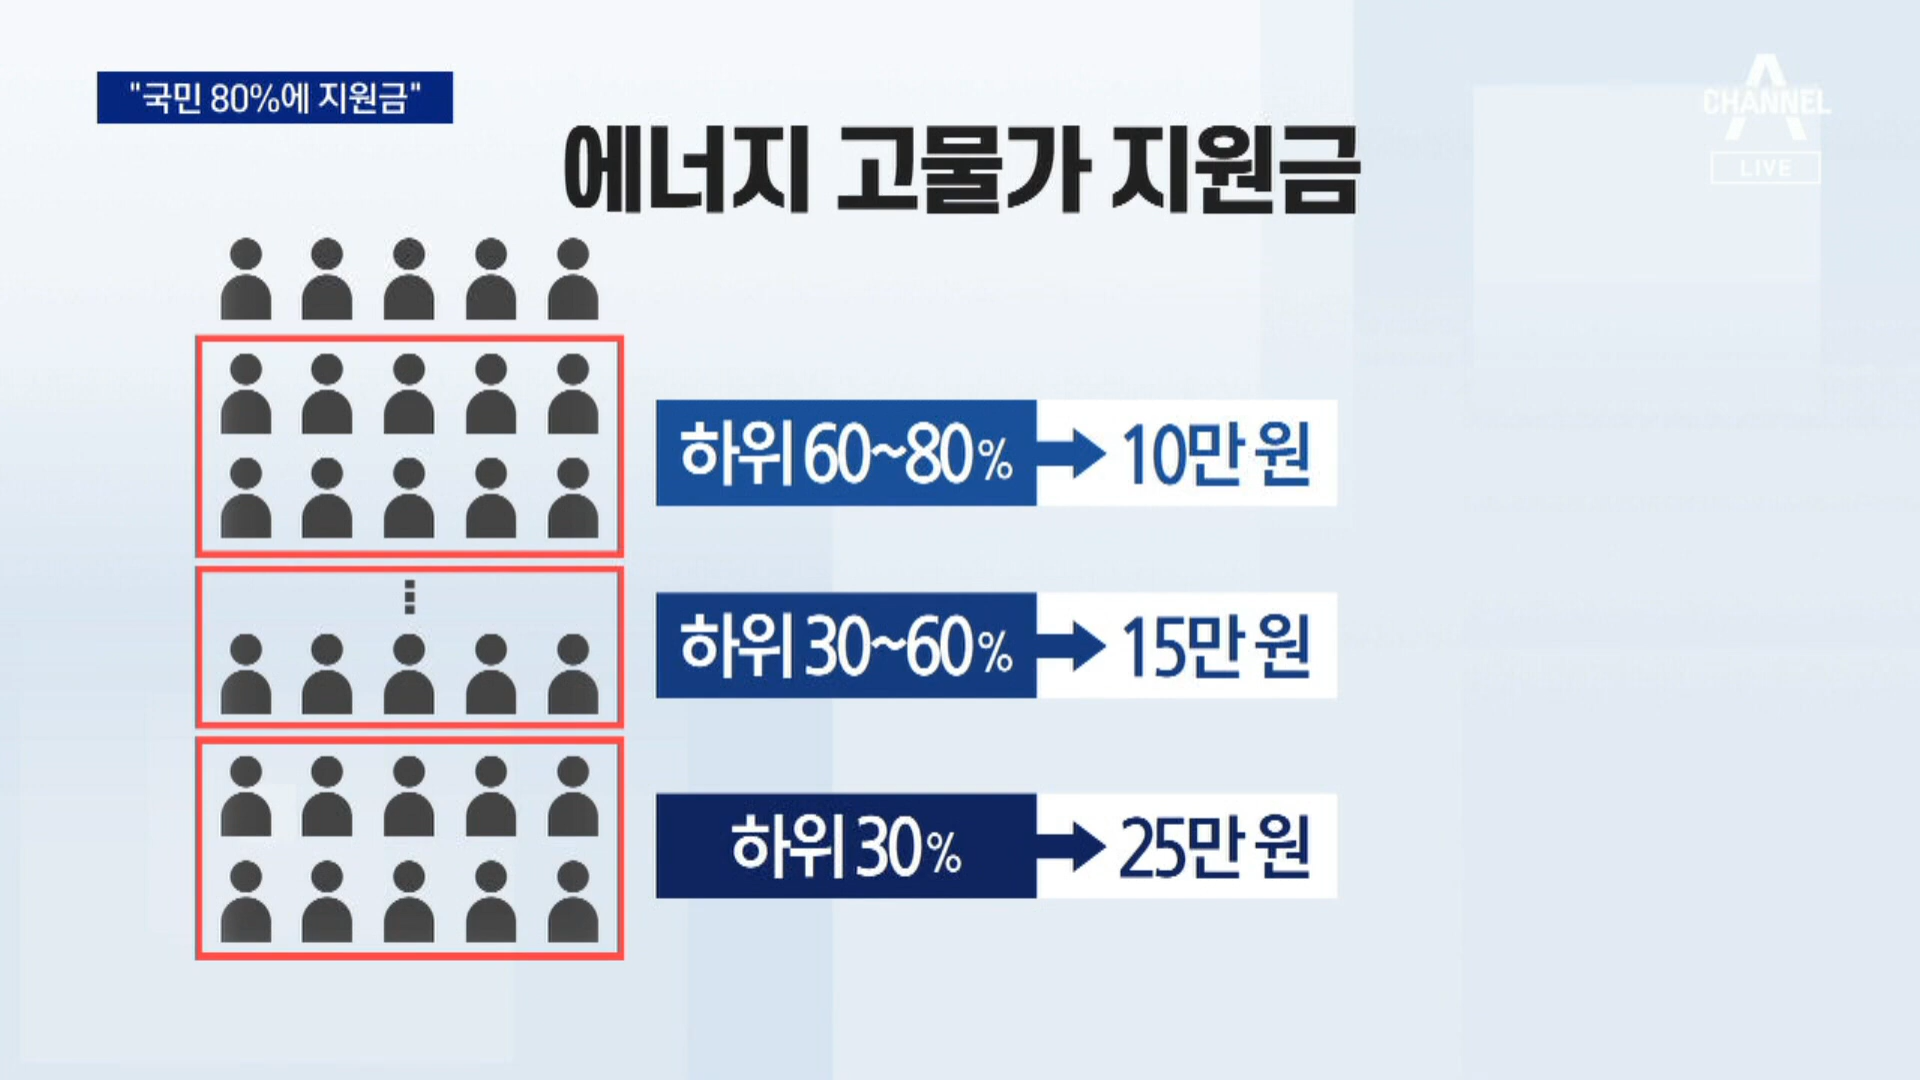 "국민 80%에 지원금"
CHANNEL A
LIVE
에너지 고물가 지원금
하위 60~80% 10만 원
하위 30~60% 15만 원
하위 30% 25만 원